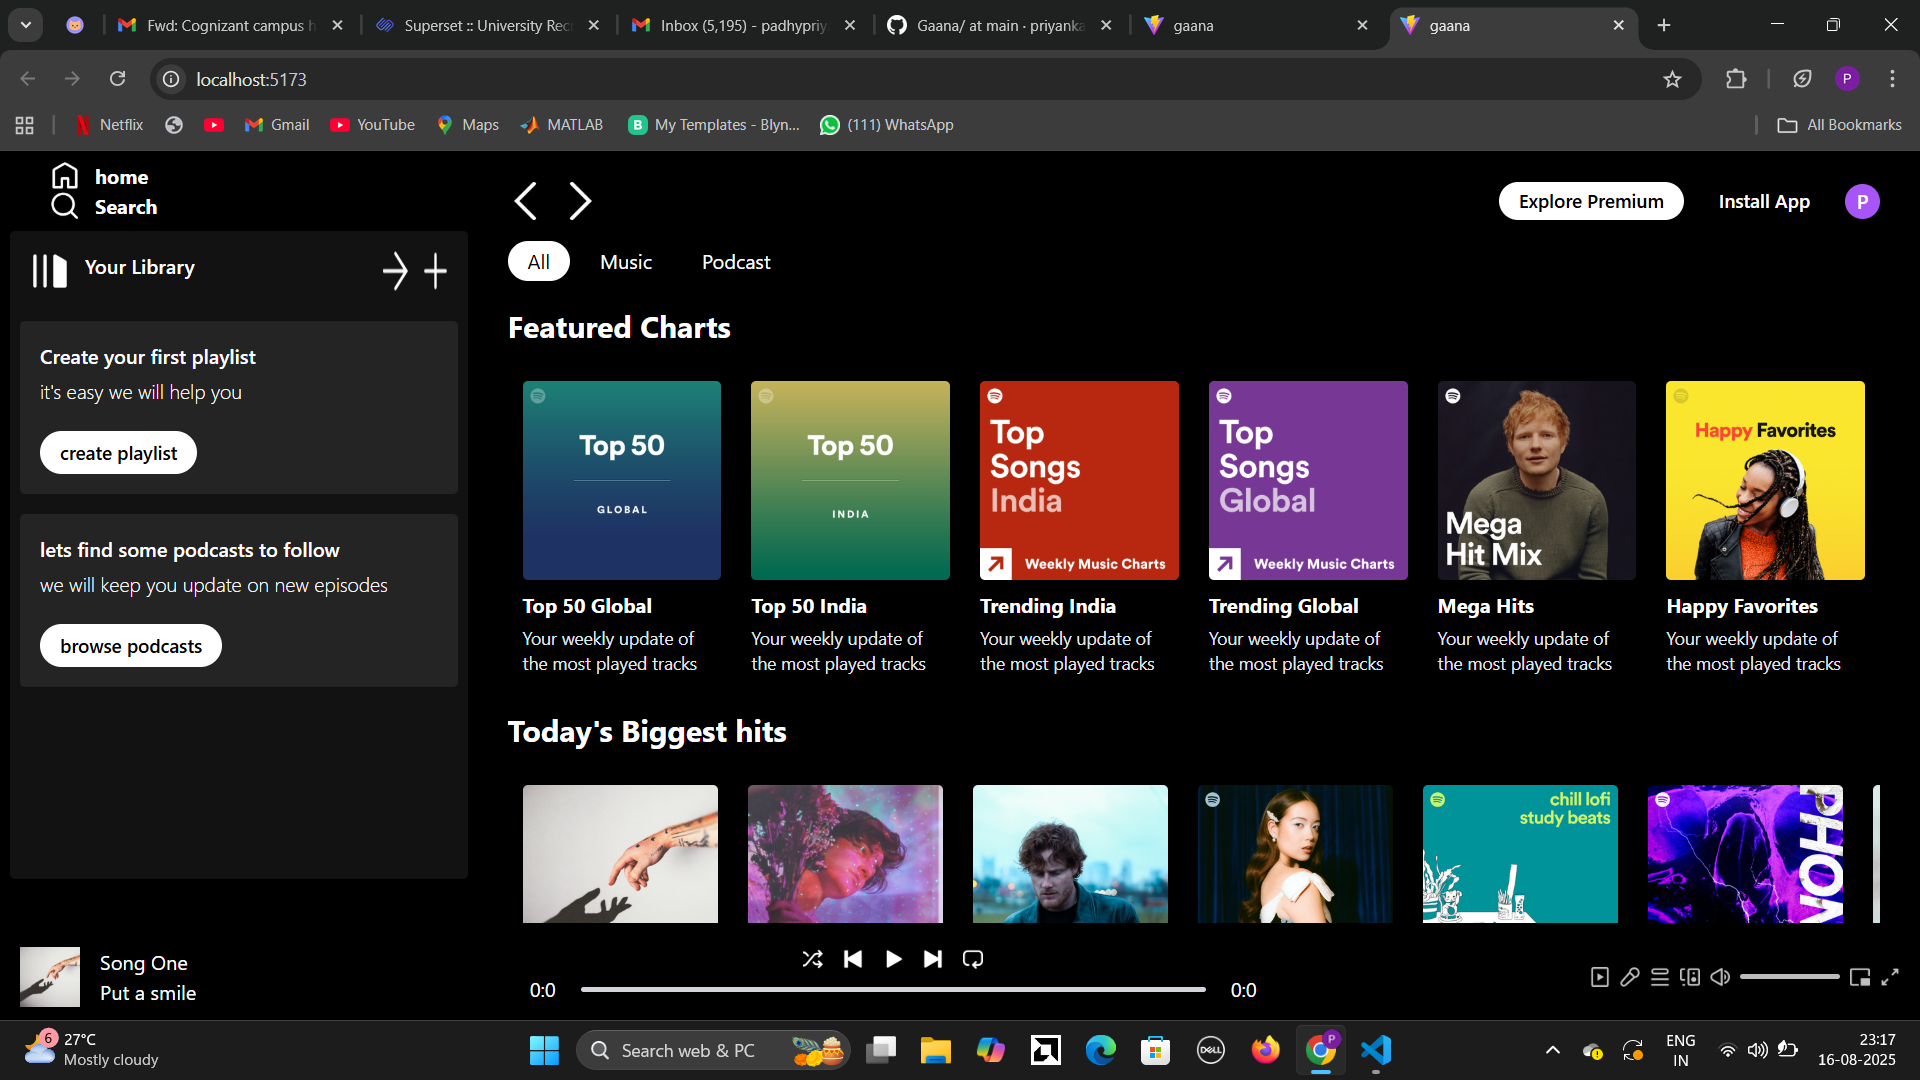 Fwd: Cognizant campus h
Superset :: University Rec
Inbox (5,195) - padhypriy
Gaana/ at main · priyanka
gaana
gaana
localhost:5173
P
Netflix
Gmail
YouTube
Maps
MATLAB
B
My Templates - Blyn...
(111) WhatsApp
All Bookmarks
home
Search
Explore Premium
Install App
P
Your Library
All
Music
Podcast
Create your first playlist
it's easy we will help you
create playlist
lets find some podcasts to follow
we will keep you update on new episodes
browse podcasts
Featured Charts
Top 50
GLOBAL
Top 50 Global
Your weekly update of
the most played tracks
Top 50
INDIA
Top 50 India
Your weekly update of
the most played tracks
Top
Songs
India
Weekly Music Charts
Trending India
Your weekly update of
the most played tracks
Top
Songs
Global
Weekly Music Charts
Trending Global
Your weekly update of
the most played tracks
Mega
Hit Mix
Mega Hits
Your weekly update of
the most played tracks
Happy Favorites
Happy Favorites
Your weekly update of
the most played tracks
Today's Biggest hits
chill lofi
study beats
Song One
Put a smile
0:0
0:0
6
27°C
Mostly cloudy
Search web & PC
DELL
P
ENG
IN
23:17
16-08-2025